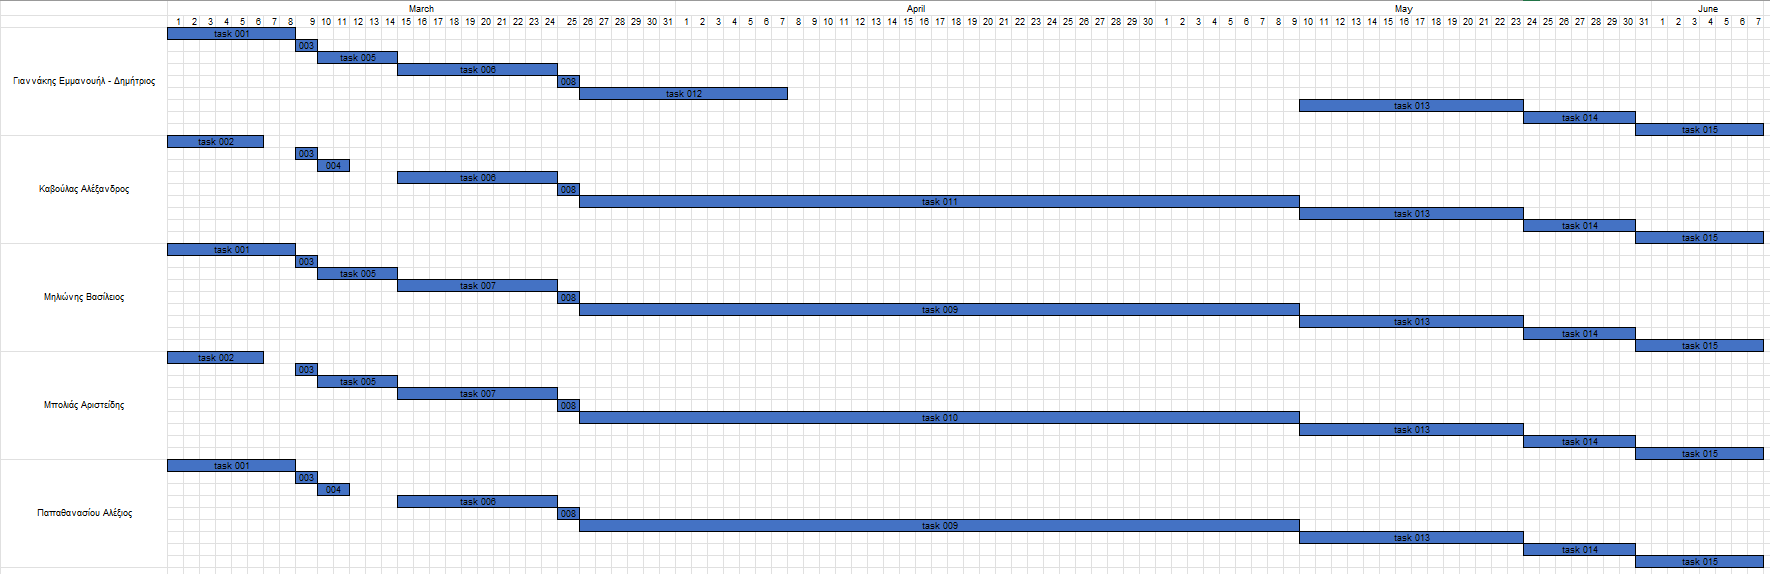 March April May June
1 2 3 4 5 6 7 8 9 10 11 12 13 14 15 16 17 18 19 20 21 22 23 24 25 26 27 28 29 30 31 1 2 3 4 5 6 7 8 9 10 11 12 13 14 15 16 17 18 19 20 21 22 23 24 25 26 27 28 29 30 1 2 3 4 5 6 7 8 9 10 11 12 13 14 15 16 17 18 19 20 21 22 23 24 25 26 27 28 29 30 31 1 2 3 4 5 6 7
task 001
003
task 005
task 006
Γιαννάκης Εμμανουήλ - Δημήτριος 008
task 012
task 013
task 014
task 015
task 002
003
004
task 006
Καβούλας Αλέξανδρος 008
task 011
task 013
task 014
task 015
task 001
003
task 005
task 007
Μηλιώνης Βασίλειος 008
task 009
task 013
task 014
task 015
task 002
003
task 005
task 007
Μπολιάς Αριστείδης 008
task 010
task 013
task 014
task 015
task 001
003
004
task 006
Παπαθανασίου Αλέξιος 008
task 009
task 013
task 014
task 015